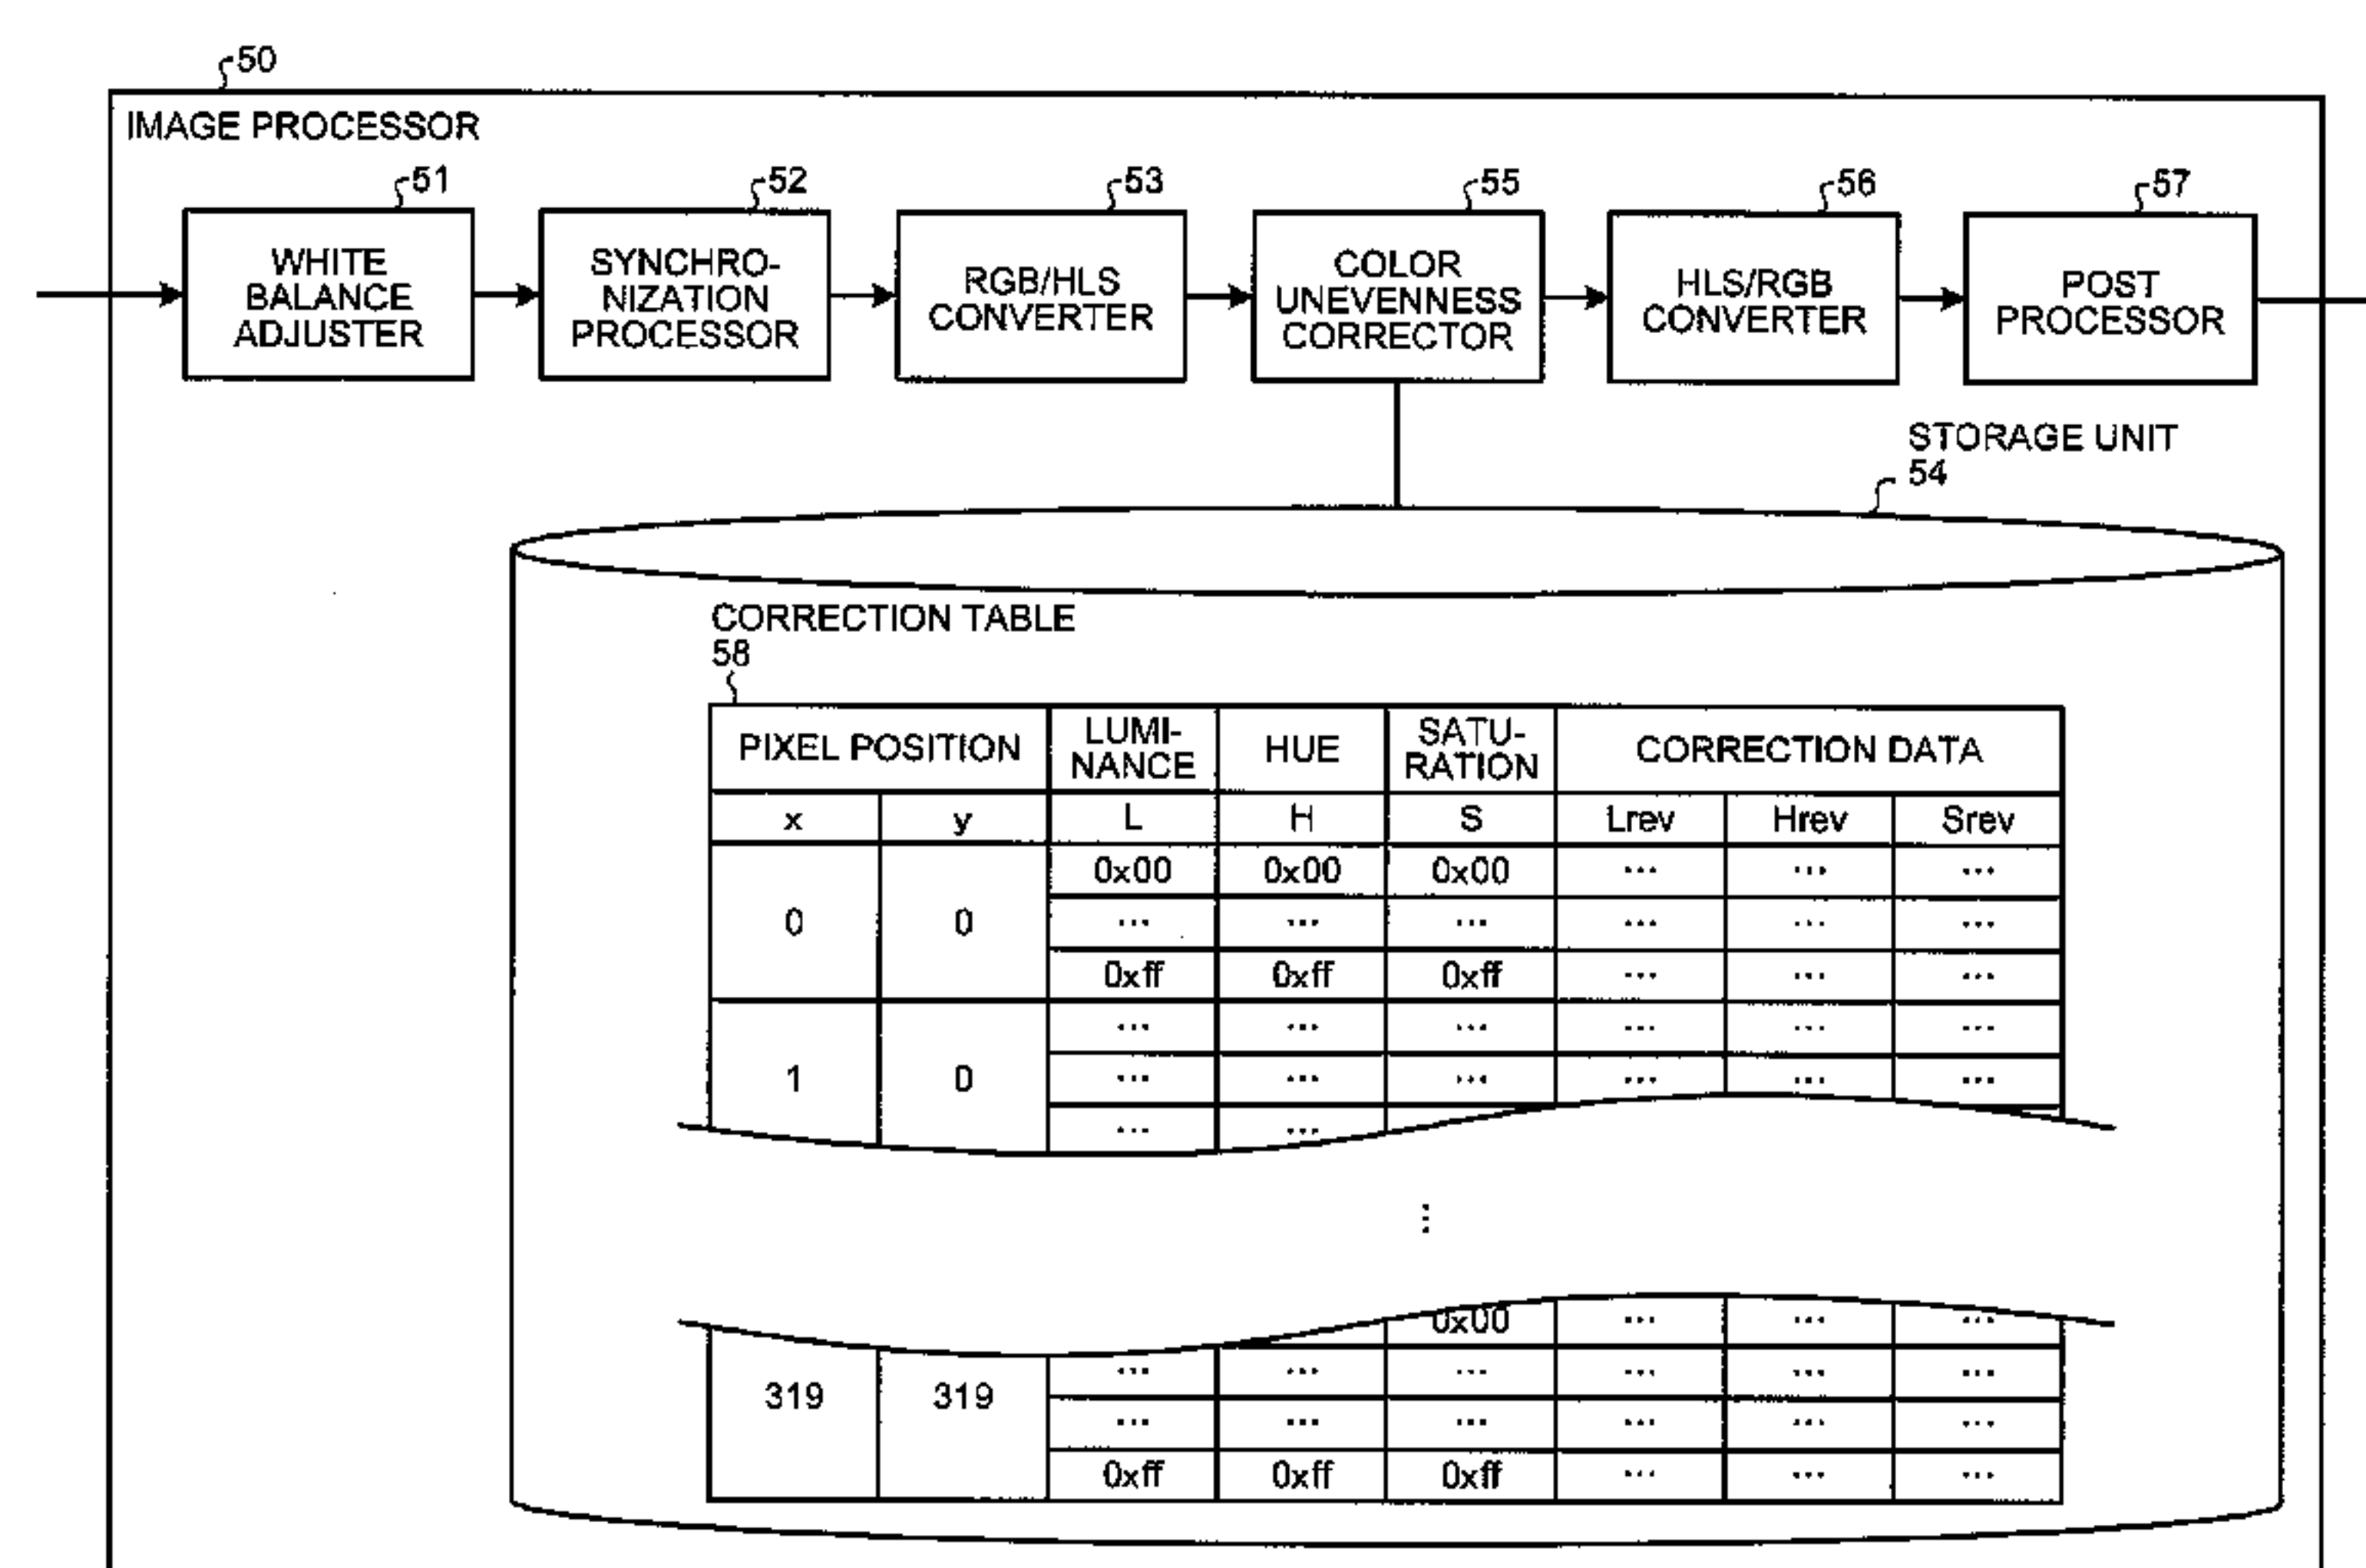 50
IMAGE PROCESSOR
51 52 53 55 56 57
WHITE
BALANCE
ADJUSTER
SYNCHRO-
NIZATION
PROCESSOR
RGB/HLS
CONVERTER
COLOR
UNEVENNESS
CORRECTOR
HLS/RGB
CONVERTER
POST
PROCESSOR
STORAGE UNIT
54
CORRECTION TABLE
58
PIXEL POSITION
LUMI-
NANCE
HUE
SATU-
RATION
CORRECTION DATA
x y L H S Lrev Hrev Srev
0 0
0x00 0x00 0x00 ... ... ...
... ... ... ... ... ...
0xff 0xff 0xff ... ... ...
1 0
... ... ... ... ... ...
... ... ... ... ... ...
... ...
⋮
0x00 ... ... ...
319 319
... ... ... ... ... ...
... ... ... ... ... ...
0xff 0xff 0xff ... ... ...